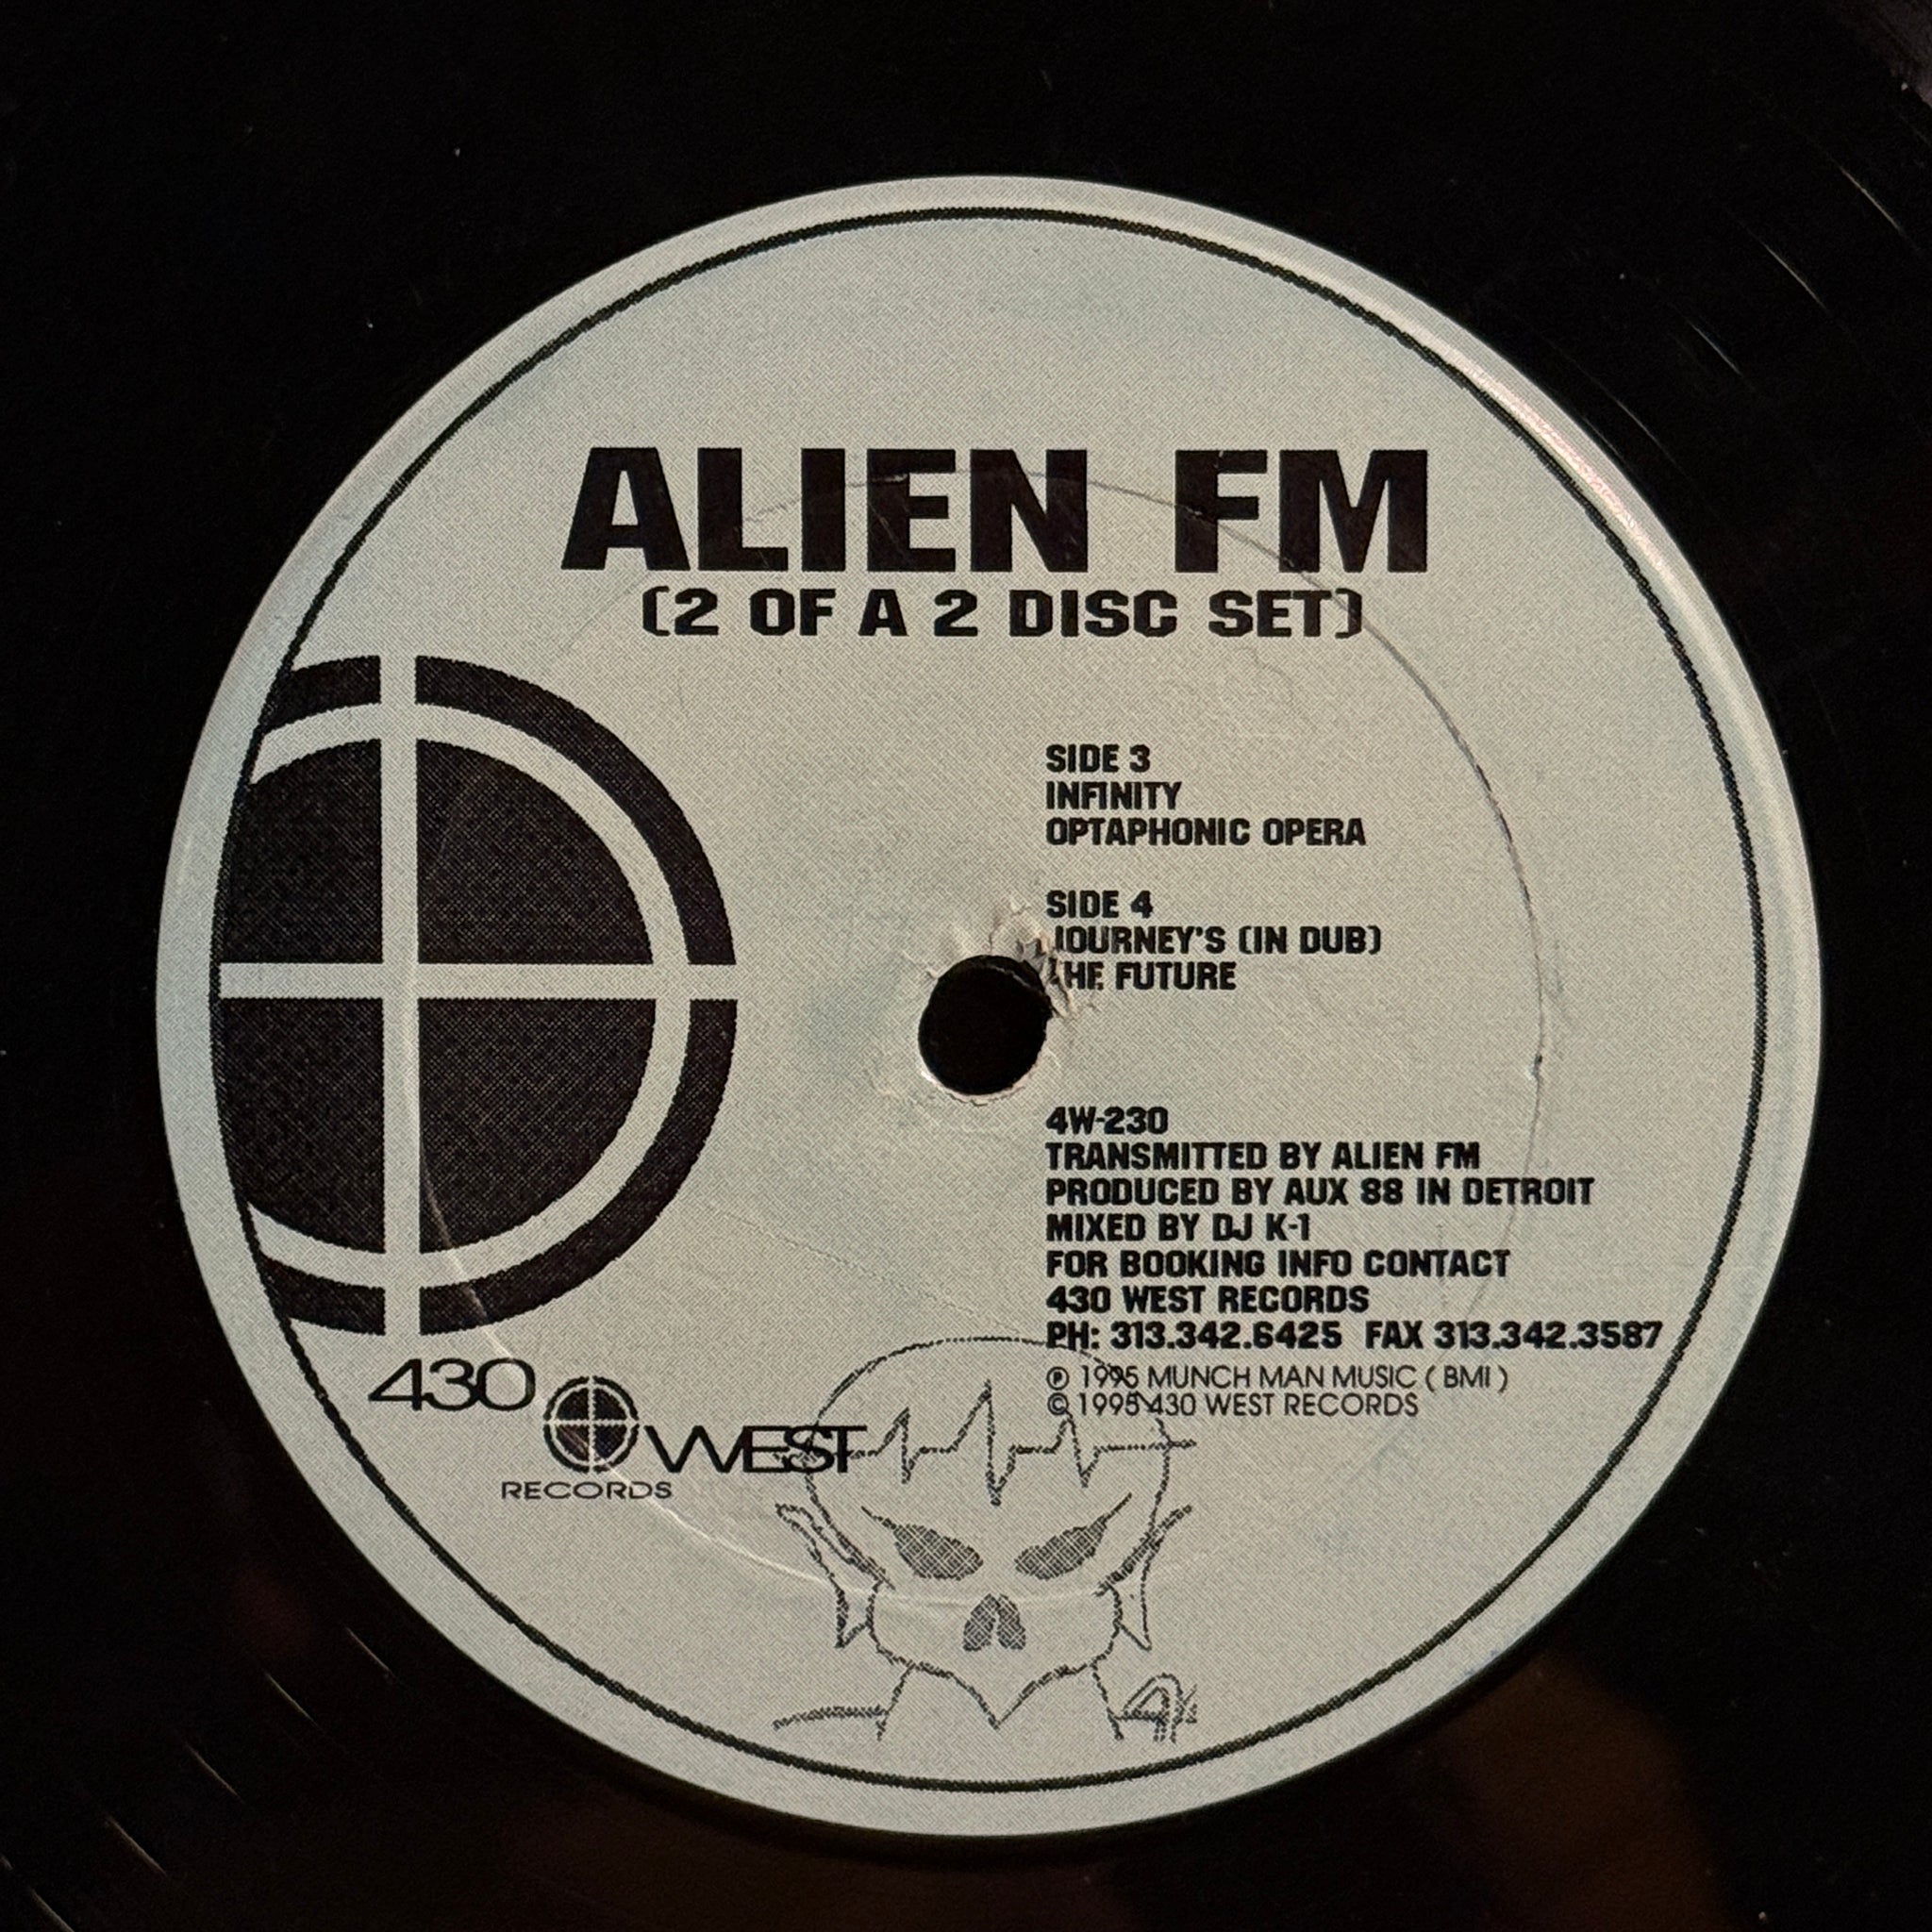 ALIEN FM
(2 OF A 2 DISC SET)
SIDE 3
INFINITY
OPTAPHONIC OPERA
SIDE 4
JOURNEY'S (IN DUB)
THE FUTURE
4W-230
TRANSMITTED BY ALIEN FM
PRODUCED BY AUX 88 IN DETROIT
MIXED BY DJ K-1
FOR BOOKING INFO CONTACT
430 WEST RECORDS
PH: 313.342.6425 FAX 313.342.3587
℗ 1995 MUNCH MAN MUSIC ( BMI )
© 1995 430 WEST RECORDS
430 WEST
RECORDS